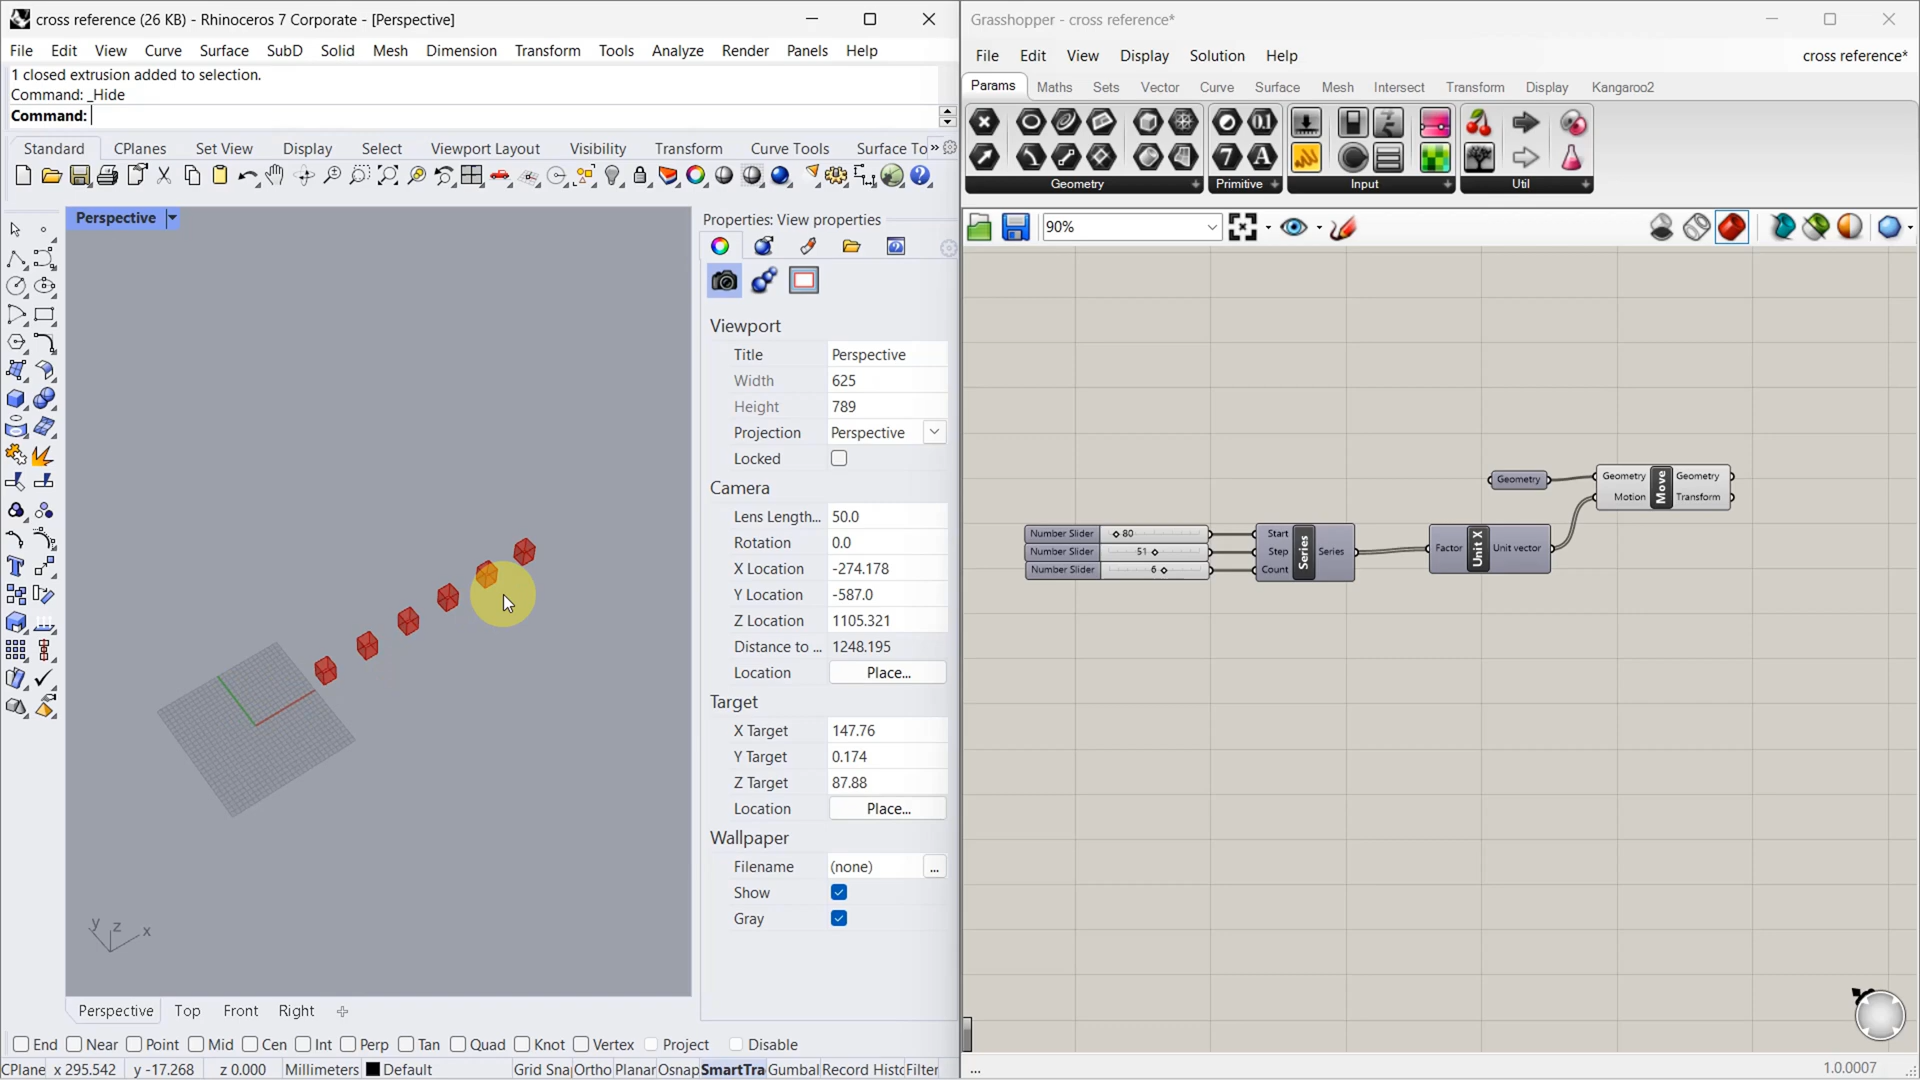 cross reference (26 KB) - Rhinoceros 7 Corporate - [Perspective]
File Edit View Curve Surface SubD Solid Mesh Dimension Transform Tools Analyze Render Panels Help
1 closed extrusion added to selection.
Command: _Hide
Command:
Standard CPlanes Set View Display Select Viewport Layout Visibility Transform Curve Tools Surface To »
Perspective
Properties: View properties
Viewport
Title Perspective
Width 625
Height 789
Projection Perspective
Locked
Camera
Lens Length... 50.0
Rotation 0.0
X Location -274.178
Y Location -587.0
Z Location 1105.321
Distance to ... 1248.195
Location Place...
Target
X Target 147.76
Y Target 0.174
Z Target 87.88
Location Place...
Wallpaper
Filename (none) ...
Show
Gray
y z x
Perspective Top Front Right
End Near Point Mid Cen Int Perp Tan Quad Knot Vertex Project Disable
CPlane x 295.542 y -17.268 z 0.000 Millimeters Default Grid Sna Ortho Planar Osnap SmartTra Gumbal Record Histo Filter
Grasshopper - cross reference*
File Edit View Display Solution Help cross reference*
Params Maths Sets Vector Curve Surface Mesh Intersect Transform Display Kangaroo2
Geometry Primitive Input Util
90%
Geometry
Geometry Motion Move Geometry Transform
Number Slider 80
Number Slider 51
Number Slider 6
Start Step Count Series Series
Factor Unit X Unit vector
... 1.0.0007